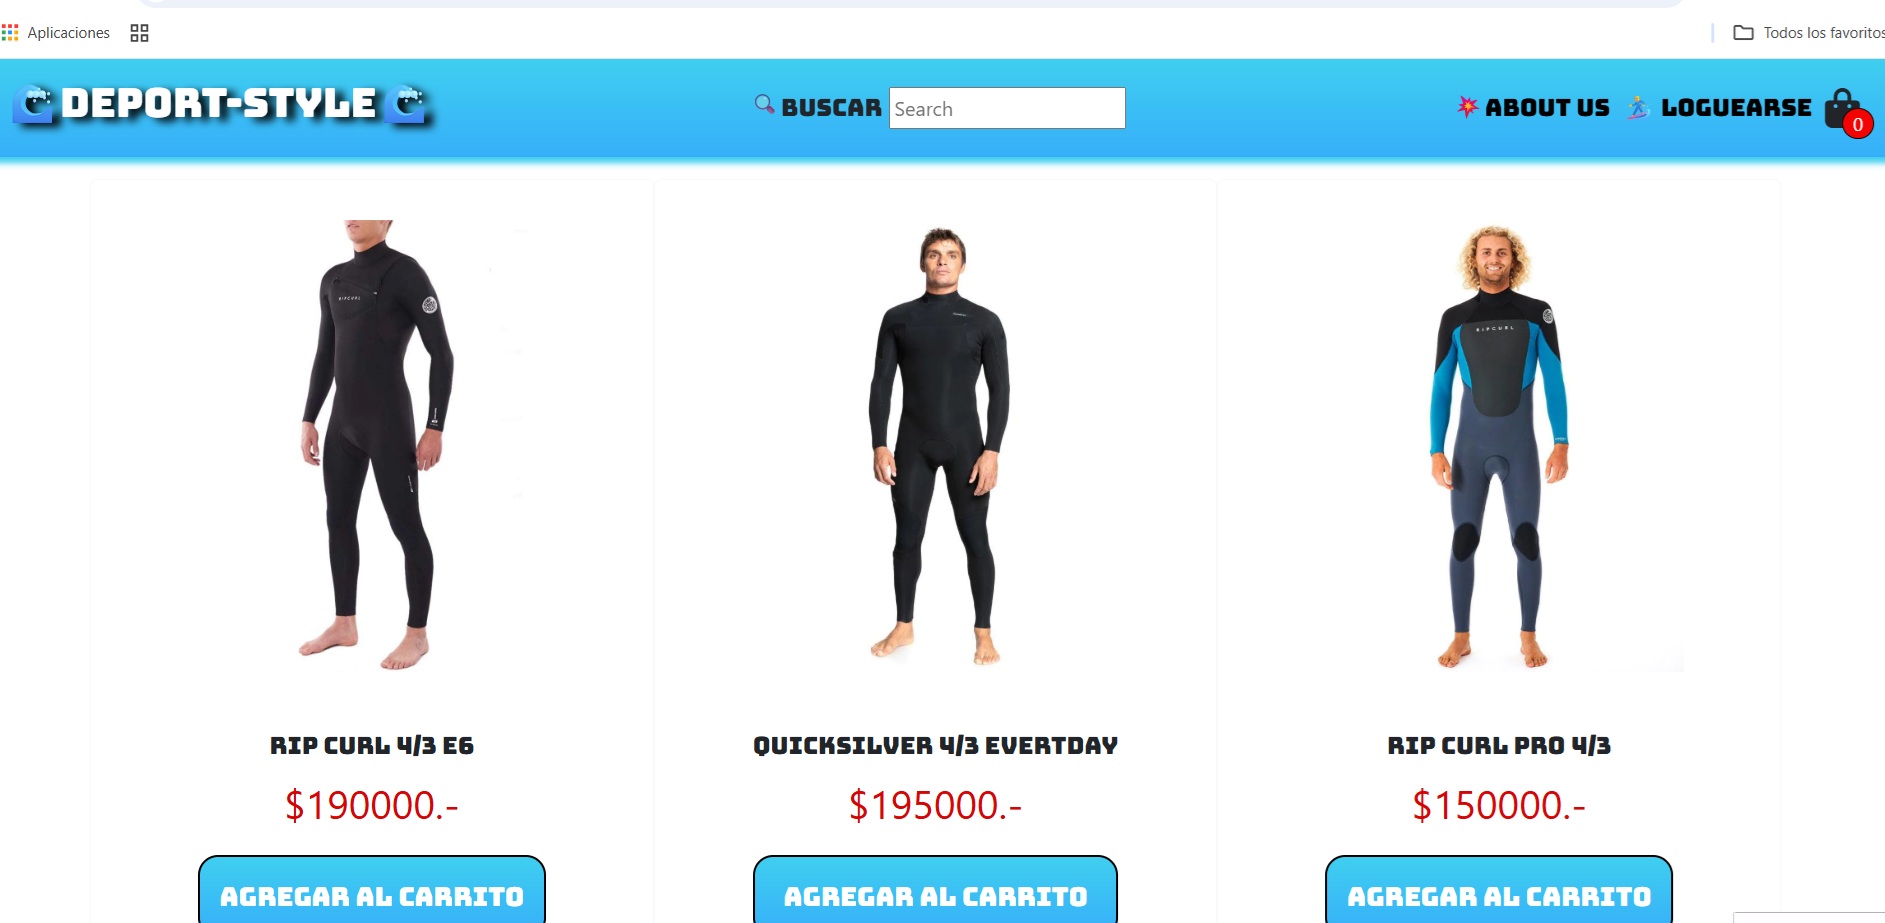 Aplicaciones
Todos los favoritos
DEPORT-STYLE
BUSCAR
Search
ABOUT US
LOGUEARSE
0
RIPCURL
RIPCURL
RIP CURL 4/3 E6
QUICKSILVER 4/3 EVERTDAY
RIP CURL PRO 4/3
$190000.-
$195000.-
$150000.-
AGREGAR AL CARRITO
AGREGAR AL CARRITO
AGREGAR AL CARRITO